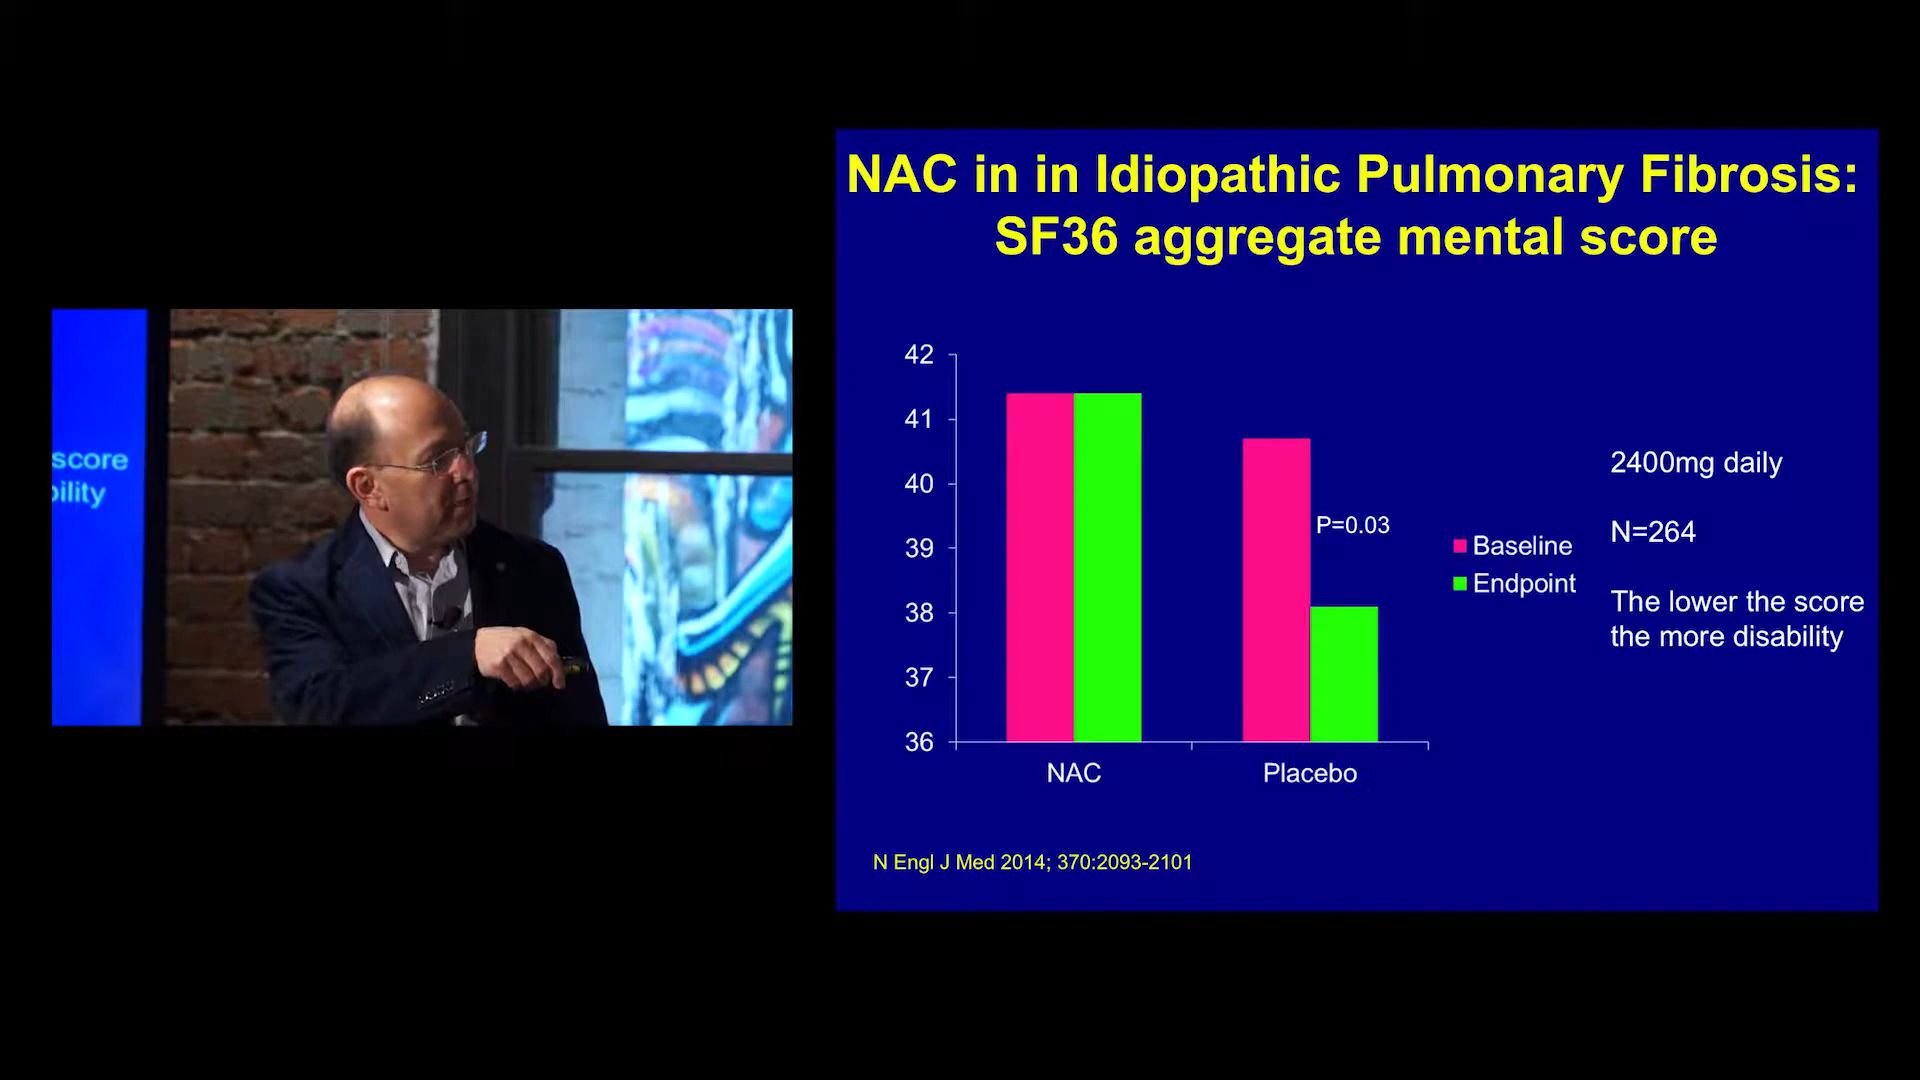 score
bility
NAC in in Idiopathic Pulmonary Fibrosis:
SF36 aggregate mental score
42
41
40
39
38
37
36
P=0.03
NAC
Placebo
Baseline
Endpoint
2400mg daily
N=264
The lower the score
the more disability
N Engl J Med 2014; 370:2093-2101